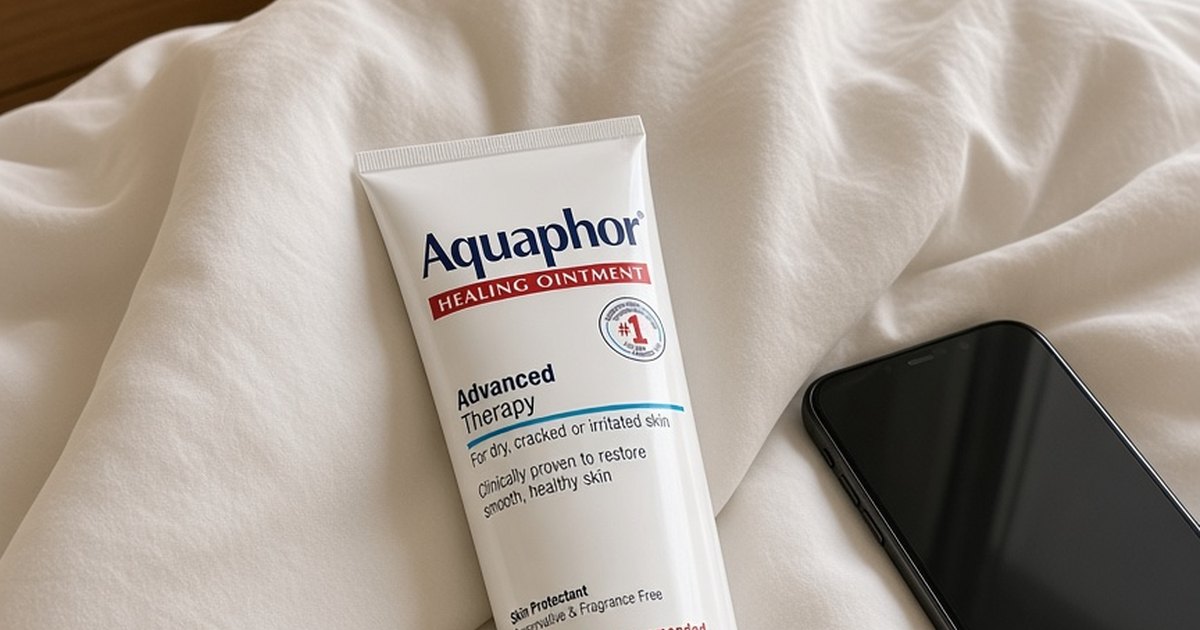 Aquaphor®
HEALING OINTMENT
#1
Advanced
Therapy
For dry, cracked or irritated skin
Clinically proven to restore
smooth, healthy skin
Skin Protectant
& Fragrance Free